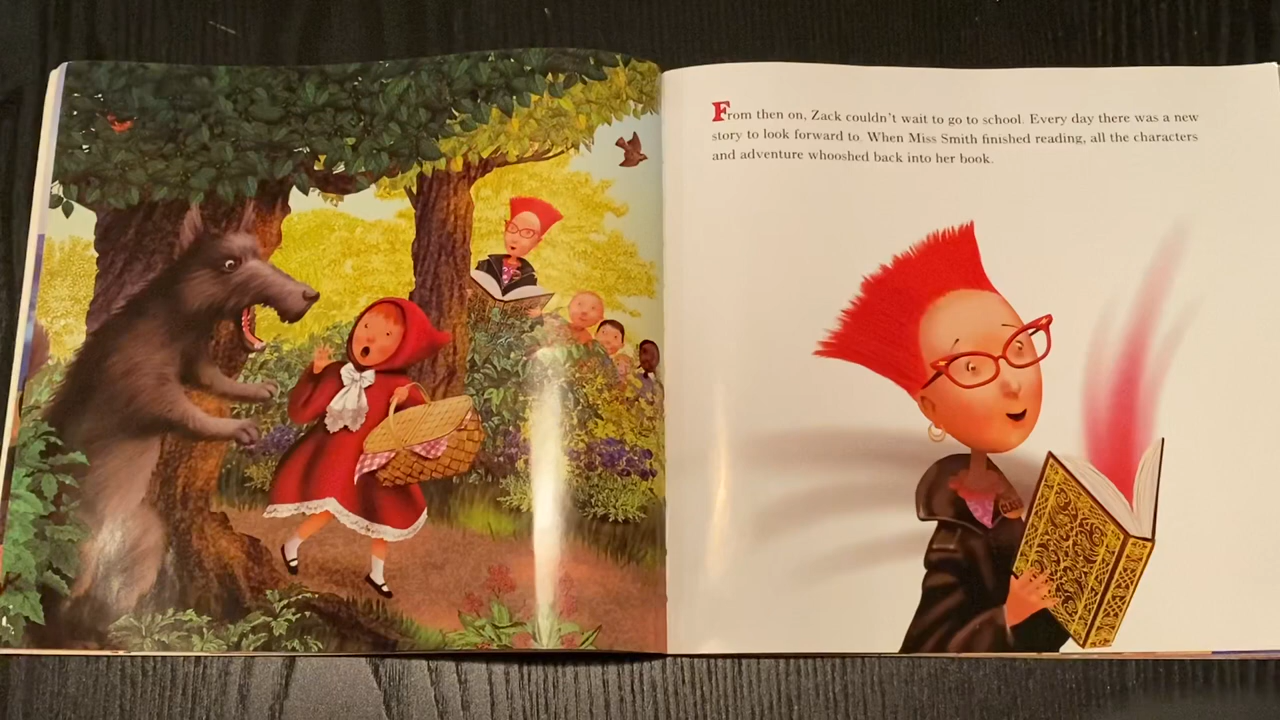 From then on, Zack couldn't wait to go to school. Every day there was a new
story to look forward to. When Miss Smith finished reading, all the characters
and adventure whooshed back into her book.